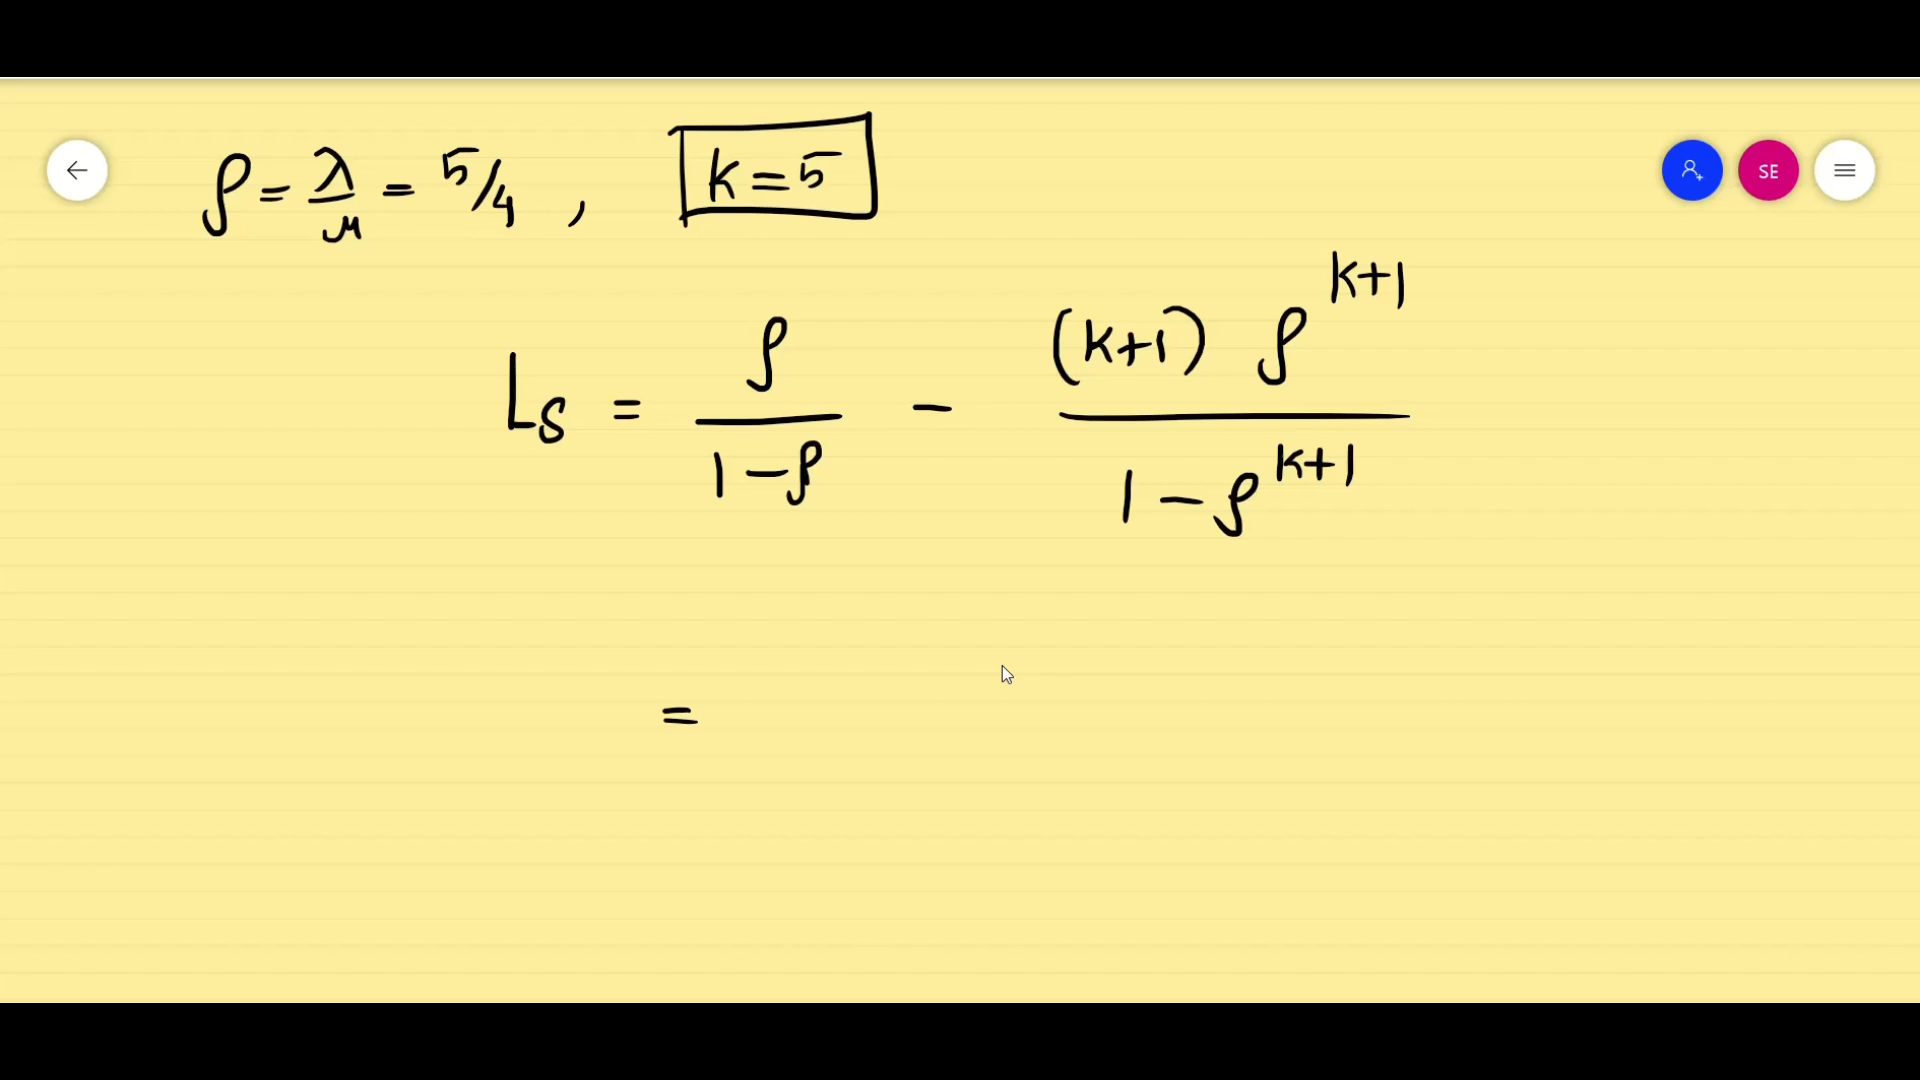 ρ = λ/μ = 5/4 , k = 5
SE
Ls = ρ/(1-ρ) - (k+1) ρ^(k+1)/(1-ρ^(k+1))
=